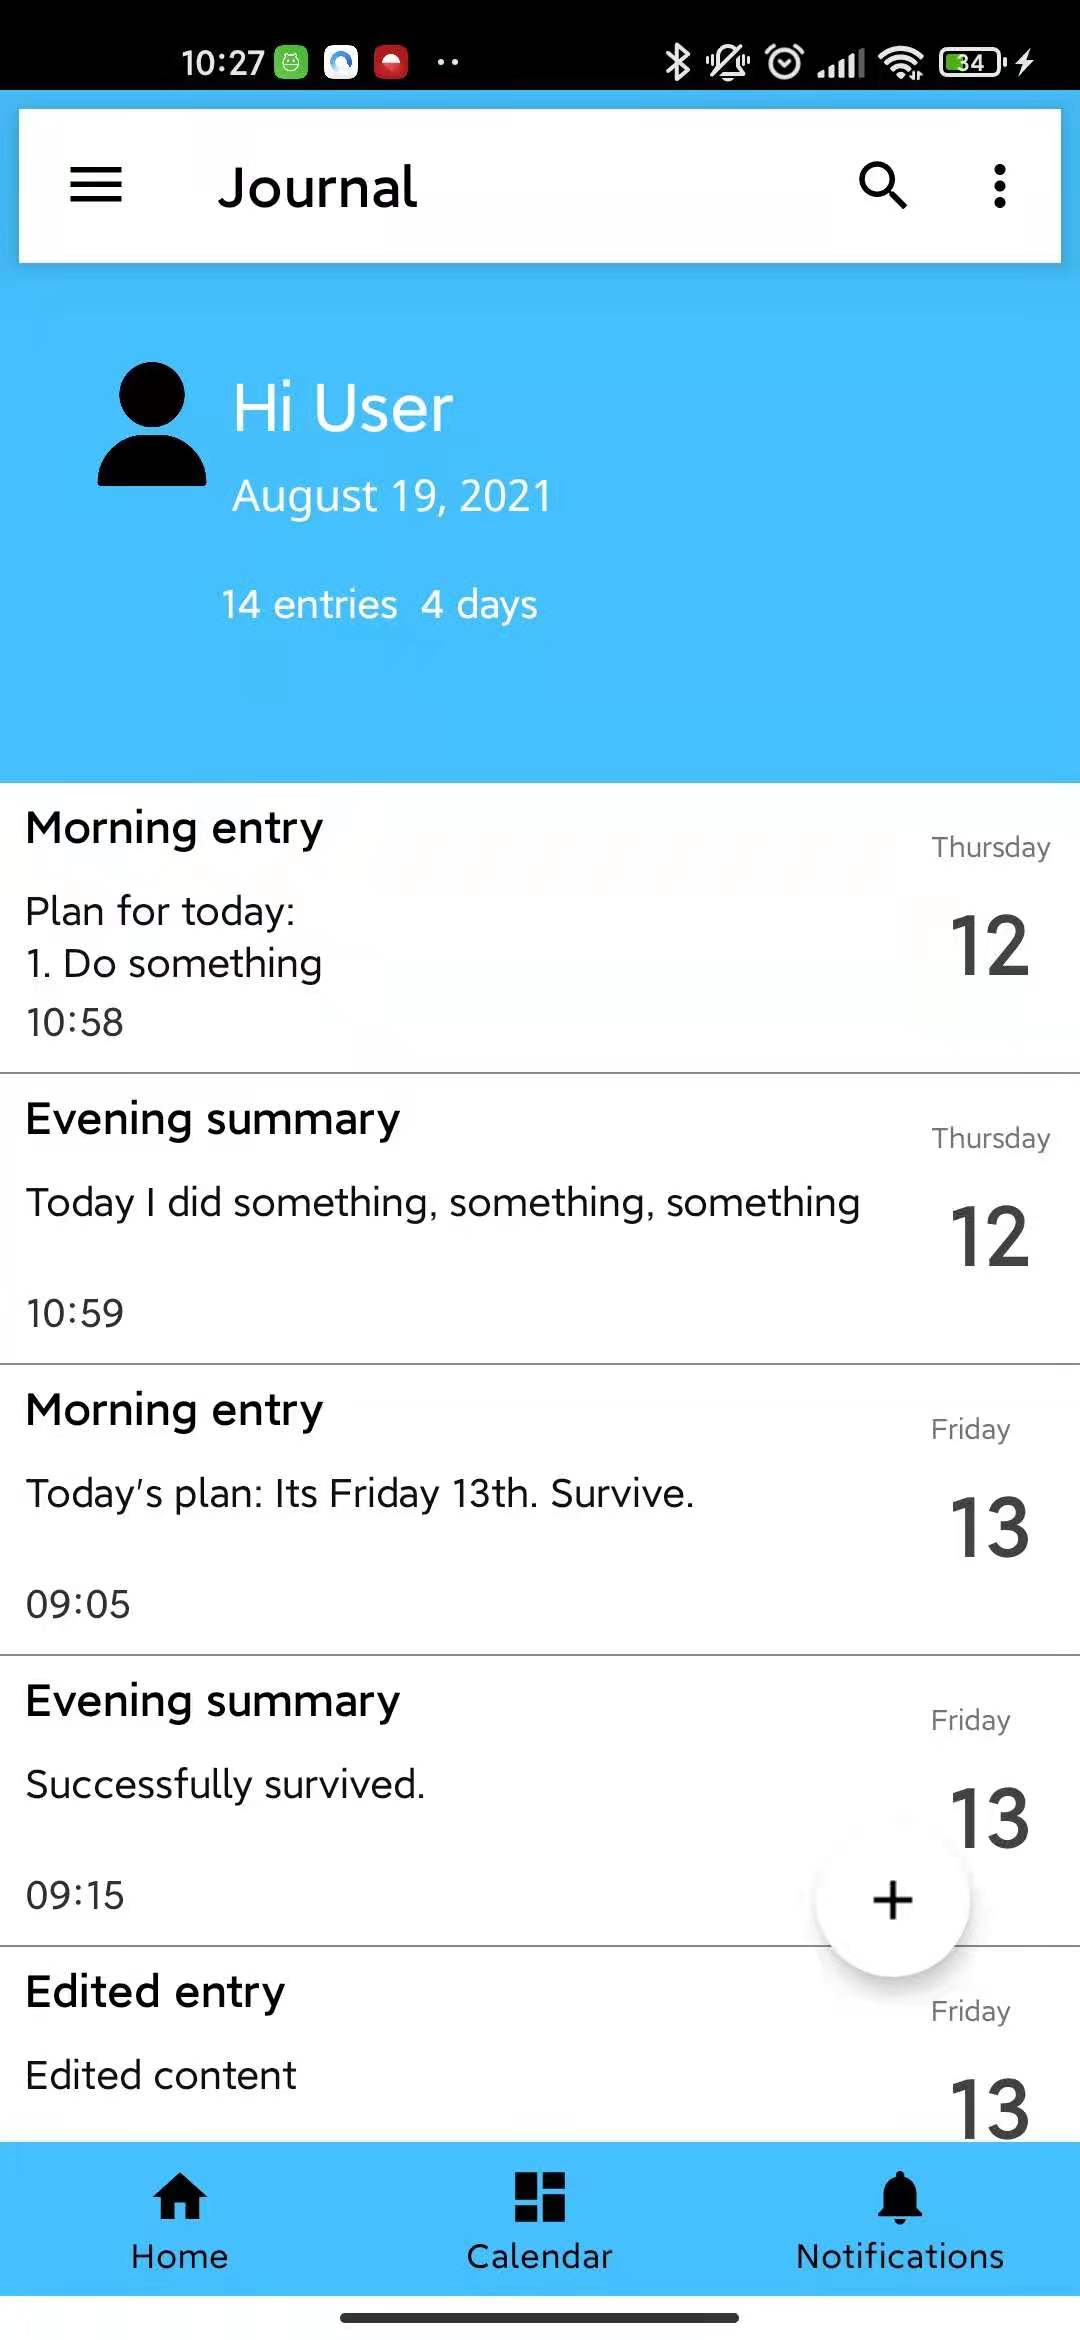 10:27
34
Journal
Hi User
August 19, 2021
14 entries 4 days
Morning entry
Thursday
Plan for today:
12
1. Do something
10:58
Evening summary
Thursday
Today I did something, something, something
12
10:59
Morning entry
Friday
Today's plan: Its Friday 13th. Survive.
13
09:05
Evening summary
Friday
Successfully survived.
13
09:15
Edited entry
Friday
Edited content
13
Home Calendar Notifications